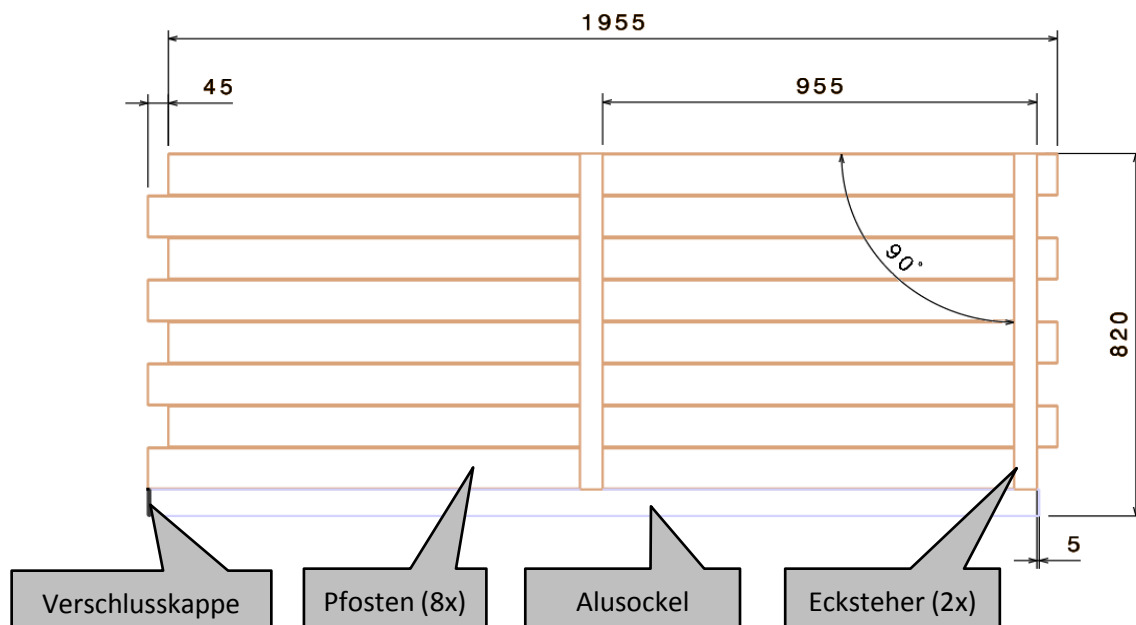 1955
45
955
90°
820
5
Verschlusskappe
Pfosten (8x)
Alusockel
Ecksteher (2x)